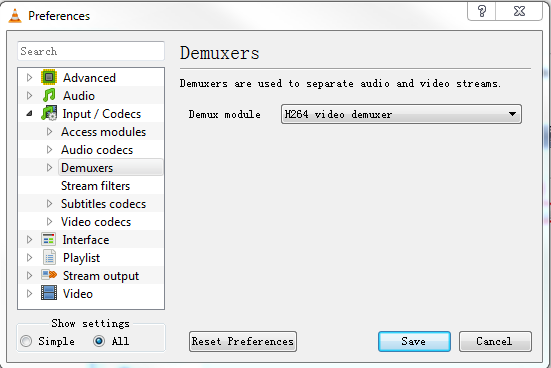 Preferences
Search
Advanced
Audio
Input / Codecs
Access modules
Audio codecs
Demuxers
Stream filters
Subtitles codecs
Video codecs
Interface
Playlist
Stream output
Video
Show settings
Simple
All
Demuxers
Demuxers are used to separate audio and video streams.
Demux module
H264 video demuxer
Reset Preferences
Save
Cancel